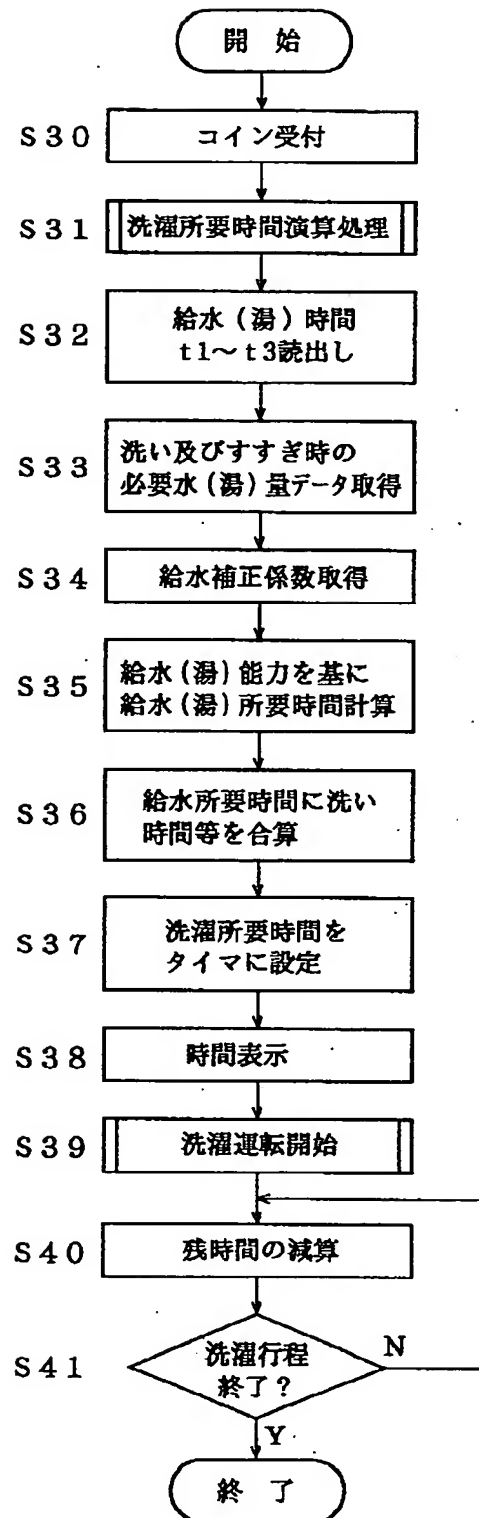 開 始
S30
コイン受付
S31
洗濯所要時間演算処理
S32
給水(湯)時間
t1~t3読出し
S33
洗い及びすすぎ時の
必要水(湯)量データ取得
S34
給水補正係数取得
S35
給水(湯)能力を基に
給水(湯)所要時間計算
S36
給水所要時間に洗い
時間等を合算
S37
洗濯所要時間を
タイマに設定
S38
時間表示
S39
洗濯運転開始
S40
残時間の減算
S41
洗濯行程
終了?
N
Y
終 了